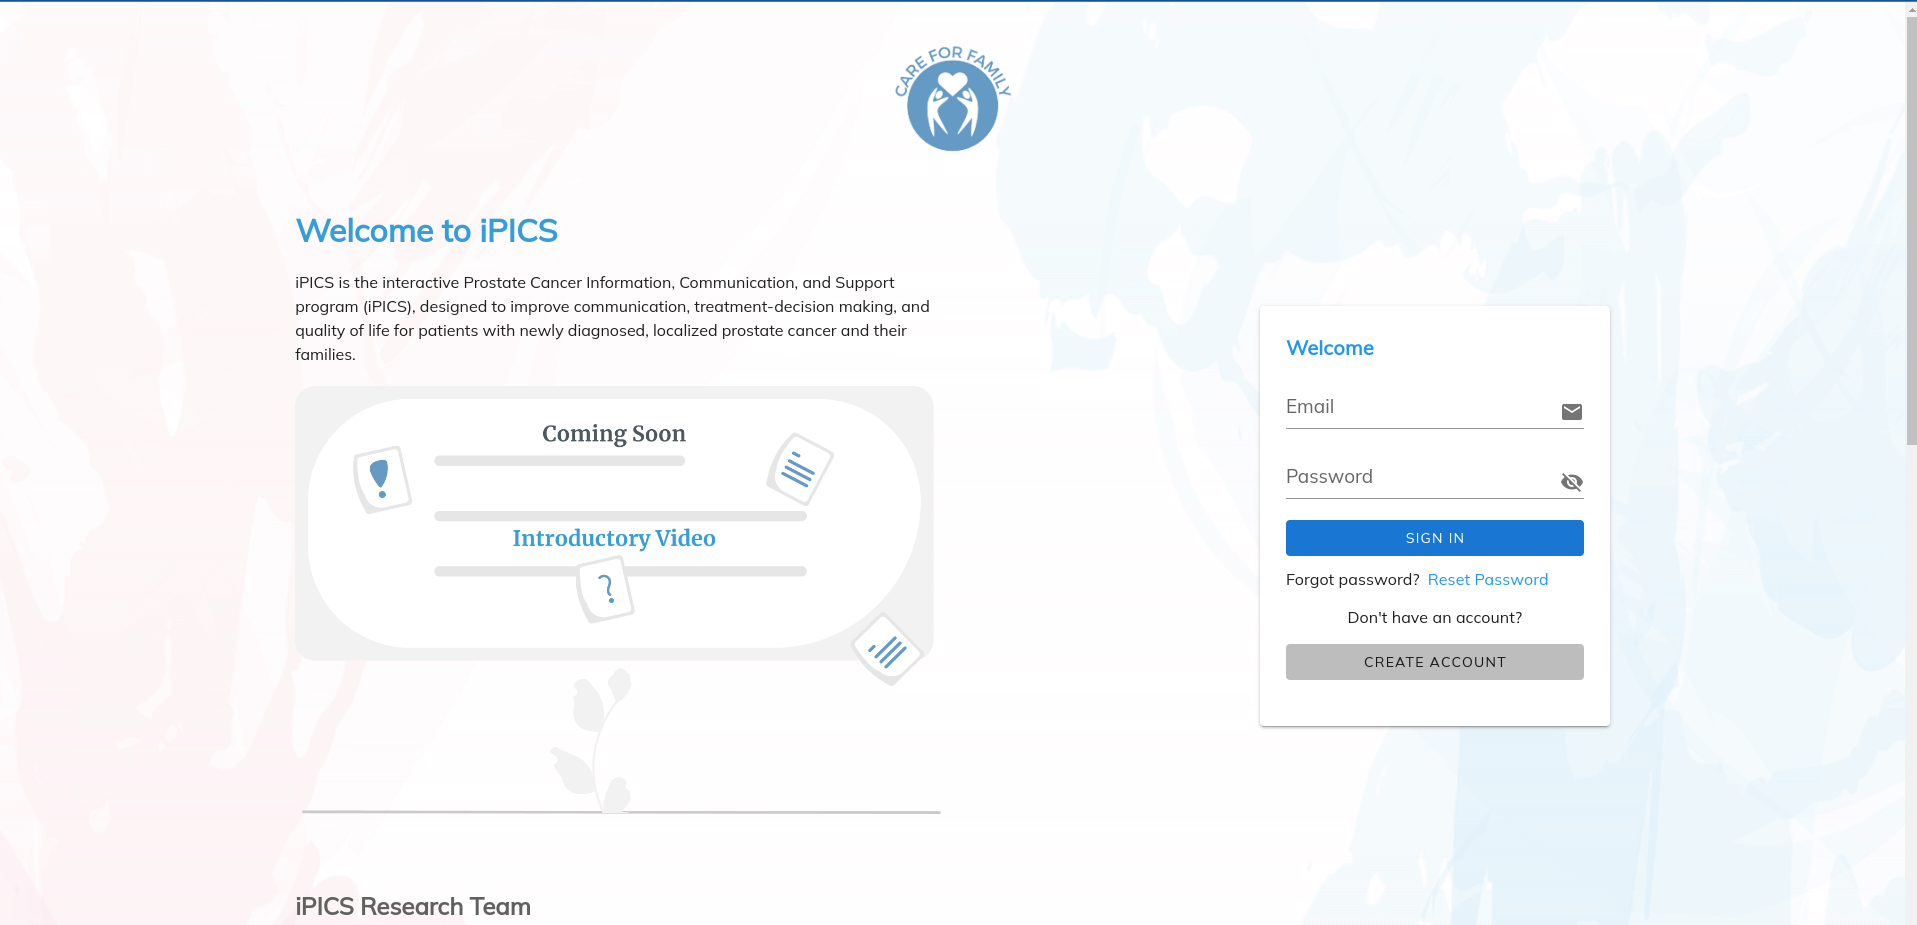 CARE FOR FAMILY
Welcome to iPICS
iPICS is the interactive Prostate Cancer Information, Communication, and Support
program (iPICS), designed to improve communication, treatment-decision making, and
quality of life for patients with newly diagnosed, localized prostate cancer and their
families.
Coming Soon
Introductory Video
?
Welcome
Email
Password
SIGN IN
Forgot password? Reset Password
Don't have an account?
CREATE ACCOUNT
iPICS Research Team